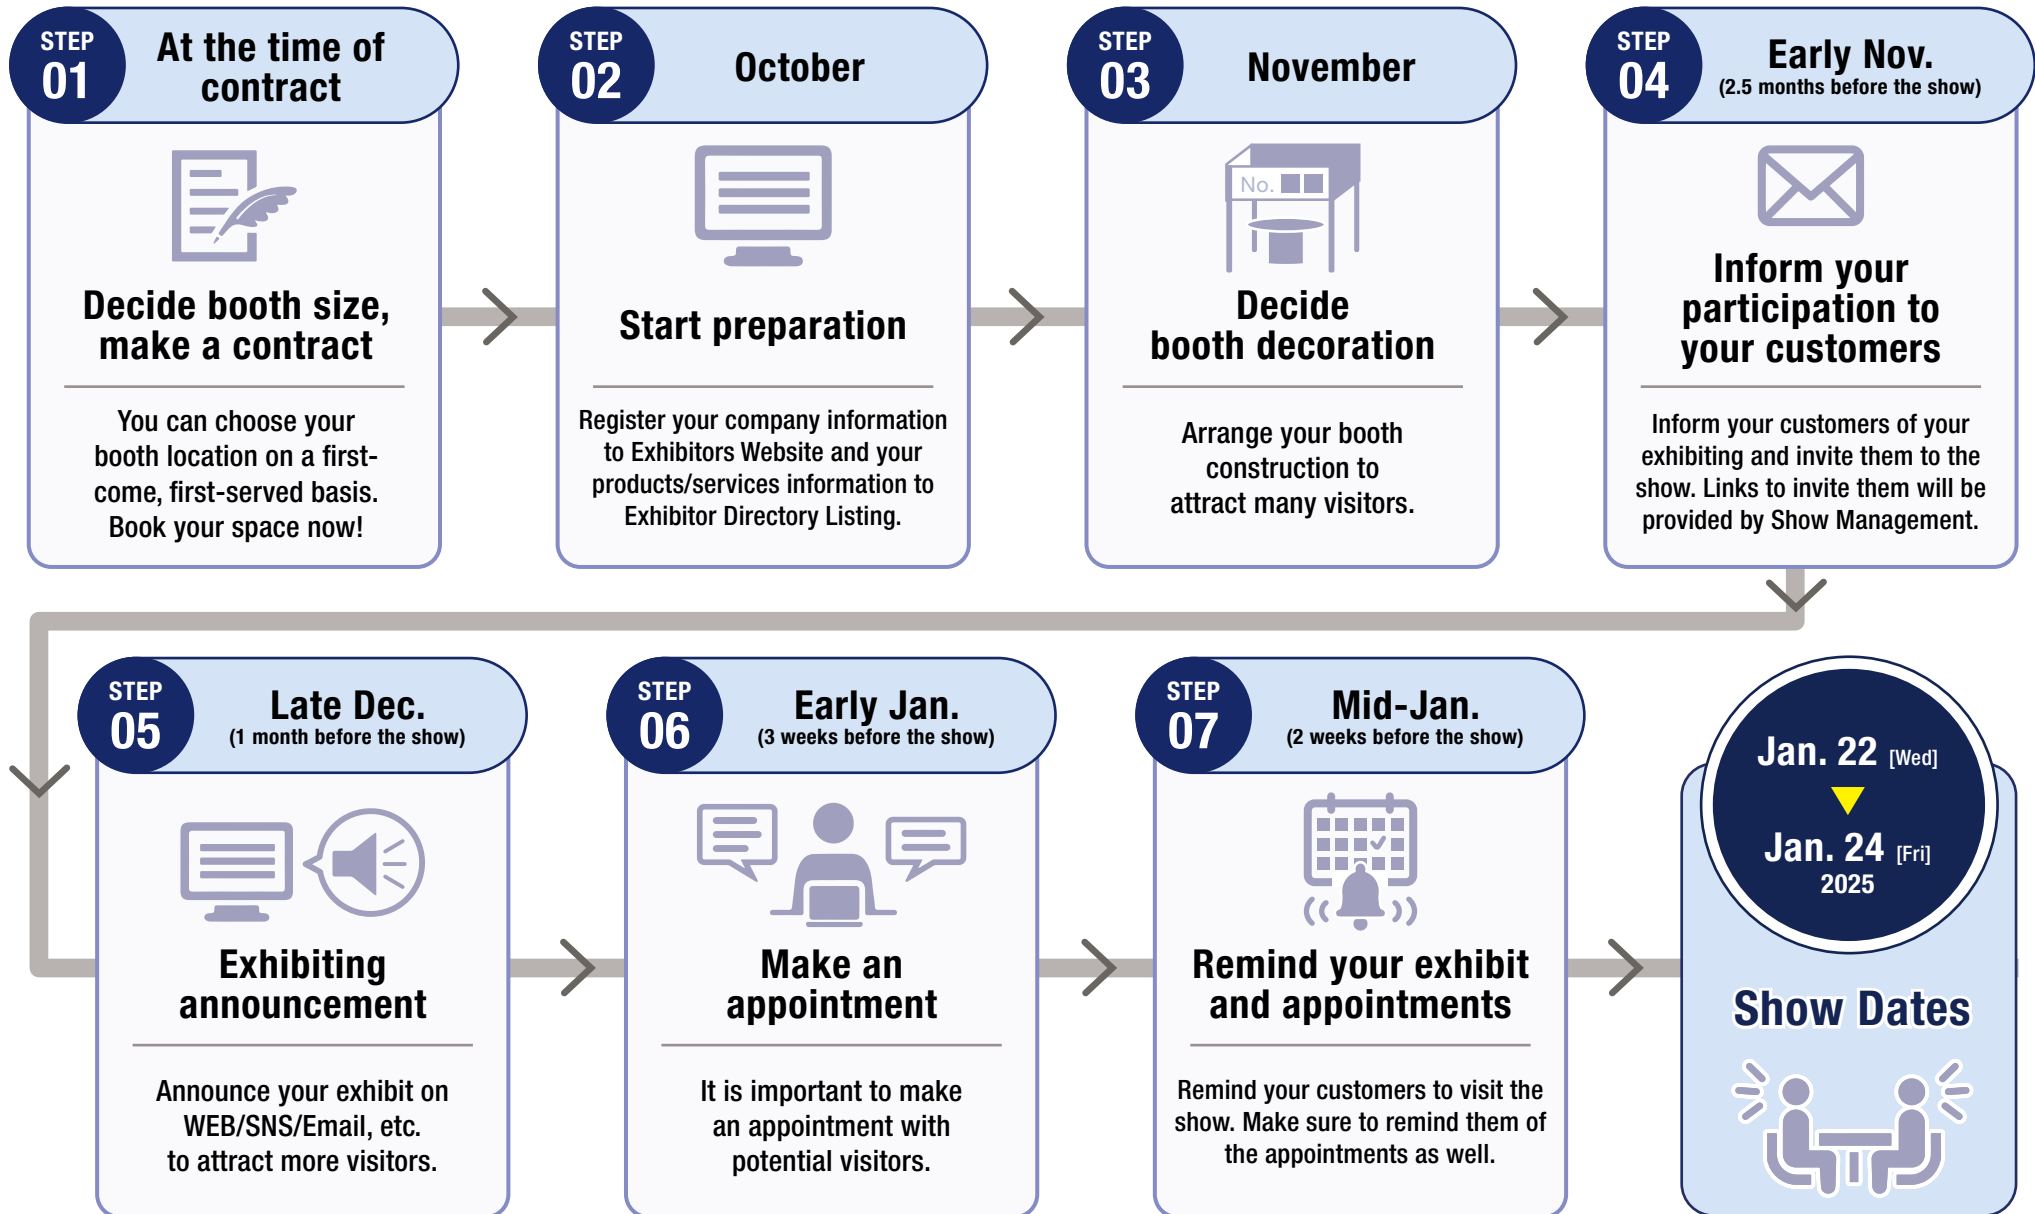 STEP
01
At the time of
contract
Decide booth size,
make a contract
You can choose your
booth location on a first-
come, first-served basis.
Book your space now!
STEP
02
October
Start preparation
Register your company information
to Exhibitors Website and your
products/services information to
Exhibitor Directory Listing.
STEP
03
November
No.
Decide
booth decoration
Arrange your booth
construction to
attract many visitors.
STEP
04
Early Nov.
(2.5 months before the show)
Inform your
participation to
your customers
Inform your customers of your
exhibiting and invite them to the
show. Links to invite them will be
provided by Show Management.
STEP
05
Late Dec.
(1 month before the show)
Exhibiting
announcement
Announce your exhibit on
WEB/SNS/Email, etc.
to attract more visitors.
STEP
06
Early Jan.
(3 weeks before the show)
Make an
appointment
It is important to make
an appointment with
potential visitors.
STEP
07
Mid-Jan.
(2 weeks before the show)
Remind your exhibit
and appointments
Remind your customers to visit the
show. Make sure to remind them of
the appointments as well.
Jan. 22 [Wed]
Jan. 24 [Fri]
2025
Show Dates